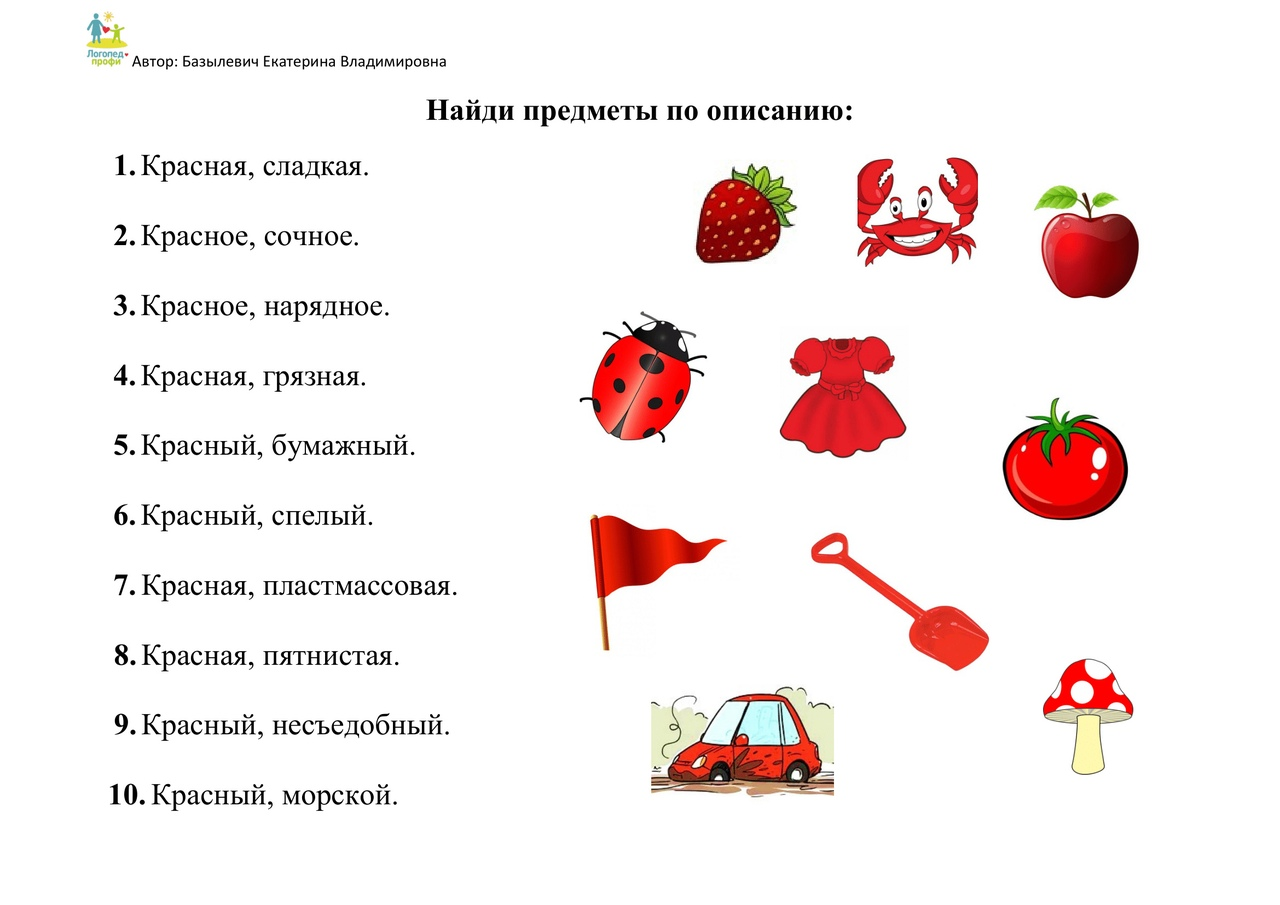 Логопед
профи
Автор: Базылевич Екатерина Владимировна
Найди предметы по описанию:
1. Красная, сладкая.
2. Красное, сочное.
3. Красное, нарядное.
4. Красная, грязная.
5. Красный, бумажный.
6. Красный, спелый.
7. Красная, пластмассовая.
8. Красная, пятнистая.
9. Красный, несъедобный.
10. Красный, морской.